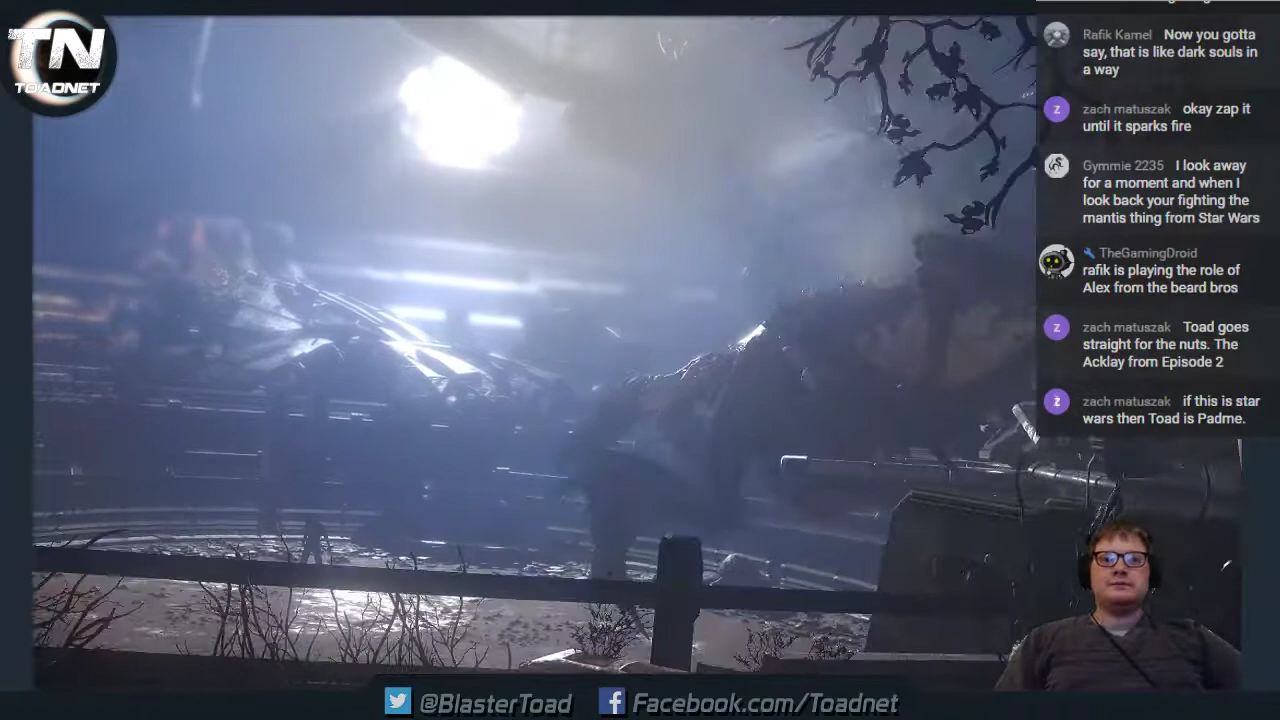 TN
TOADNET
Rafik Kamel Now you gotta
say, that is like dark souls in
a way
Z
zach matuszak okay zap it
until it sparks fire
Gymmie 2235 I look away
for a moment and when I
look back your fighting the
mantis thing from Star Wars
TheGamingDroid
rafik is playing the role of
Alex from the beard bros
Z
zach matuszak Toad goes
straight for the nuts. The
Acklay from Episode 2
Z
zach matuszak if this is star
wars then Toad is Padme.
@BlasterToad
Facebook.com/Toadnet